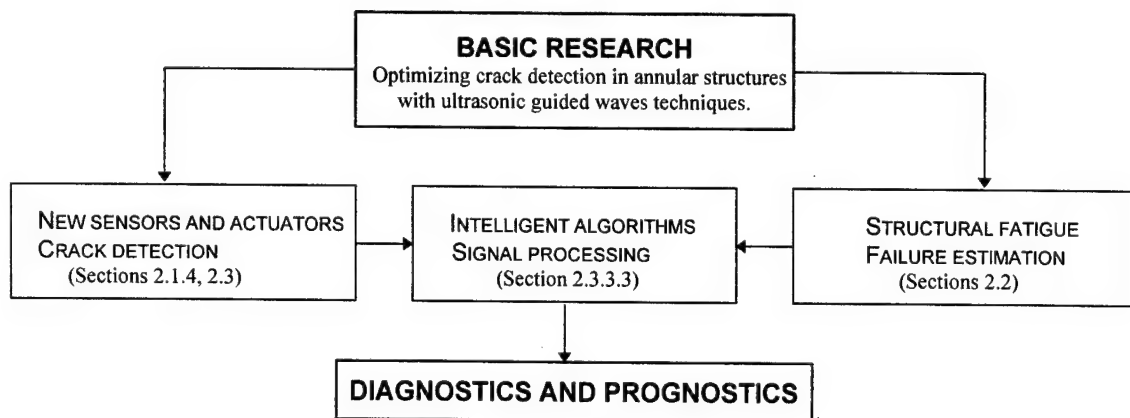 BASIC RESEARCH
Optimizing crack detection in annular structures
with ultrasonic guided waves techniques.
NEW SENSORS AND ACTUATORS
CRACK DETECTION
(Sections 2.1.4, 2.3)
INTELLIGENT ALGORITHMS
SIGNAL PROCESSING
(Section 2.3.3.3)
STRUCTURAL FATIGUE
FAILURE ESTIMATION
(Sections 2.2)
DIAGNOSTICS AND PROGNOSTICS